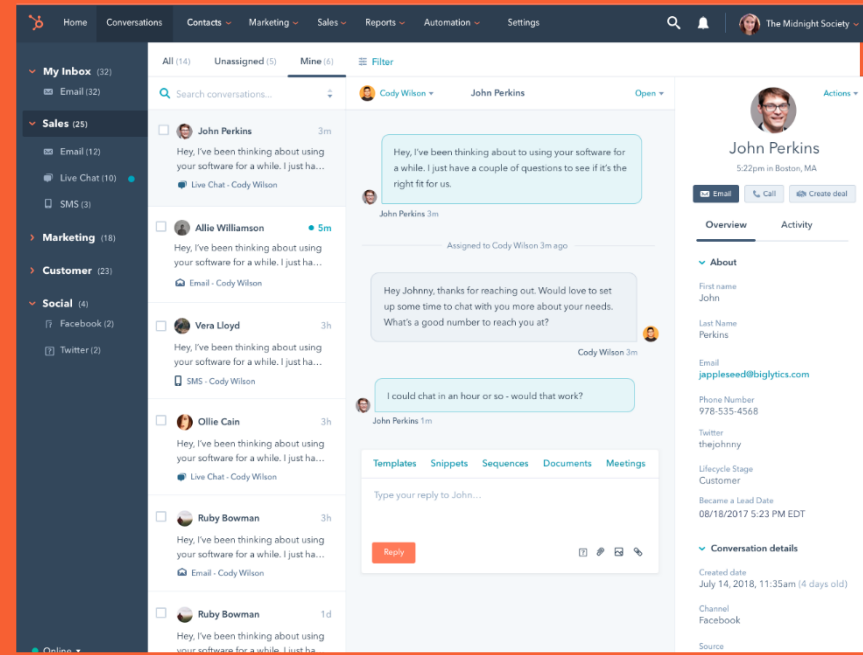 Home Conversations Contacts Marketing Sales Reports Automation Settings The Midnight Society
My Inbox (32)
Email (32)
Sales (25)
Email (12)
Live Chat (10)
SMS (3)
Marketing (18)
Customer (23)
Social (4)
Facebook (2)
Twitter (2)
Online
All (14) Unassigned (5) Mine (6) Filter
Search conversations...
John Perkins 3m
Hey, I've been thinking about using
your software for a while. I just ha...
Live Chat - Cody Wilson
Allie Williamson 5m
Hey, I've been thinking about using
your software for a while. I just ha...
Email - Cody Wilson
Vera Lloyd 3h
Hey, I've been thinking about using
your software for a while. I just ha...
SMS - Cody Wilson
Ollie Cain 3h
Hey, I've been thinking about using
your software for a while. I just ha...
Live Chat - Cody Wilson
Ruby Bowman 3h
Hey, I've been thinking about using
your software for a while. I just ha...
Email - Cody Wilson
Ruby Bowman 1d
Hey, I've been thinking about using
your software for a while. I just ha...
Cody Wilson John Perkins Open
Hey, I've been thinking about to using your software for
a while. I just have a couple of questions to see if it's the
right fit for us.
John Perkins 3m
Assigned to Cody Wilson 3m ago
Hey Johnny, thanks for reaching out. Would love to set
up some time to chat with you more about your needs.
What's a good number to reach you at?
Cody Wilson 3m
I could chat in an hour or so - would that work?
John Perkins 1m
Templates Snippets Sequences Documents Meetings
Type your reply to John...
Reply
Actions
John Perkins
5:22pm in Boston, MA
Email Call Create deal
Overview Activity
About
First name
John
Last Name
Perkins
Email
jappleseed@biglytics.com
Phone Number
978-535-4568
Twitter
thejohnny
Lifecycle Stage
Customer
Became a Lead Date
08/18/2017 5:23 PM EDT
Conversation details
Created date
July 14, 2018, 11:35am (4 days old)
Channel
Facebook
Source